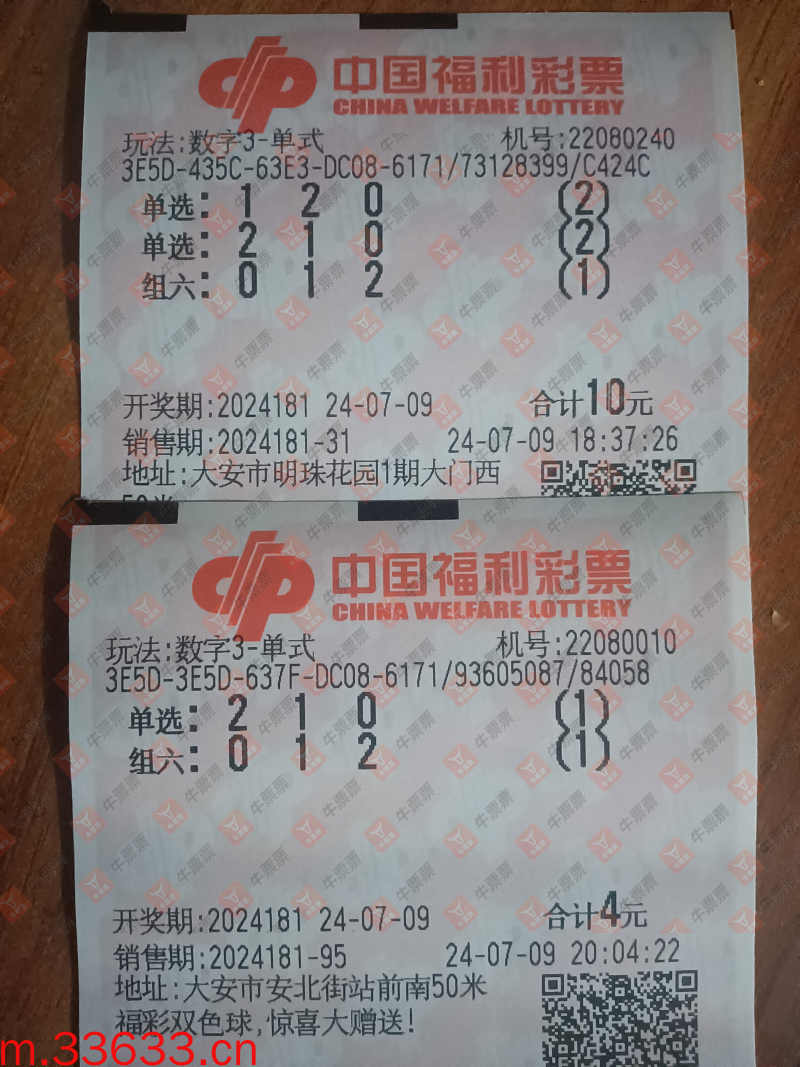 中国福利彩票
CHINA WELFARE LOTTERY
玩法:数字3-单式 机号:22080240
3E5D-435C-63E3-DC08-6171/73128399/C424C
单选: 1 2 0 (2)
单选: 2 1 0 (2)
组六: 0 1 2 (1)
开奖期:2024181 24-07-09 合计10元
销售期:2024181-31 24-07-09 18:37:26
地址:大安市明珠花园1期大门西
50米
中国福利彩票
CHINA WELFARE LOTTERY
玩法:数字3-单式 机号:22080010
3E5D-3E5D-637F-DC08-6171/93605087/84058
单选: 2 1 0 (1)
组六: 0 1 2 (1)
开奖期:2024181 24-07-09 合计4元
销售期:2024181-95 24-07-09 20:04:22
地址:大安市安北街站前南50米
福彩双色球,惊喜大赠送!
m.33633.cn
牛票票